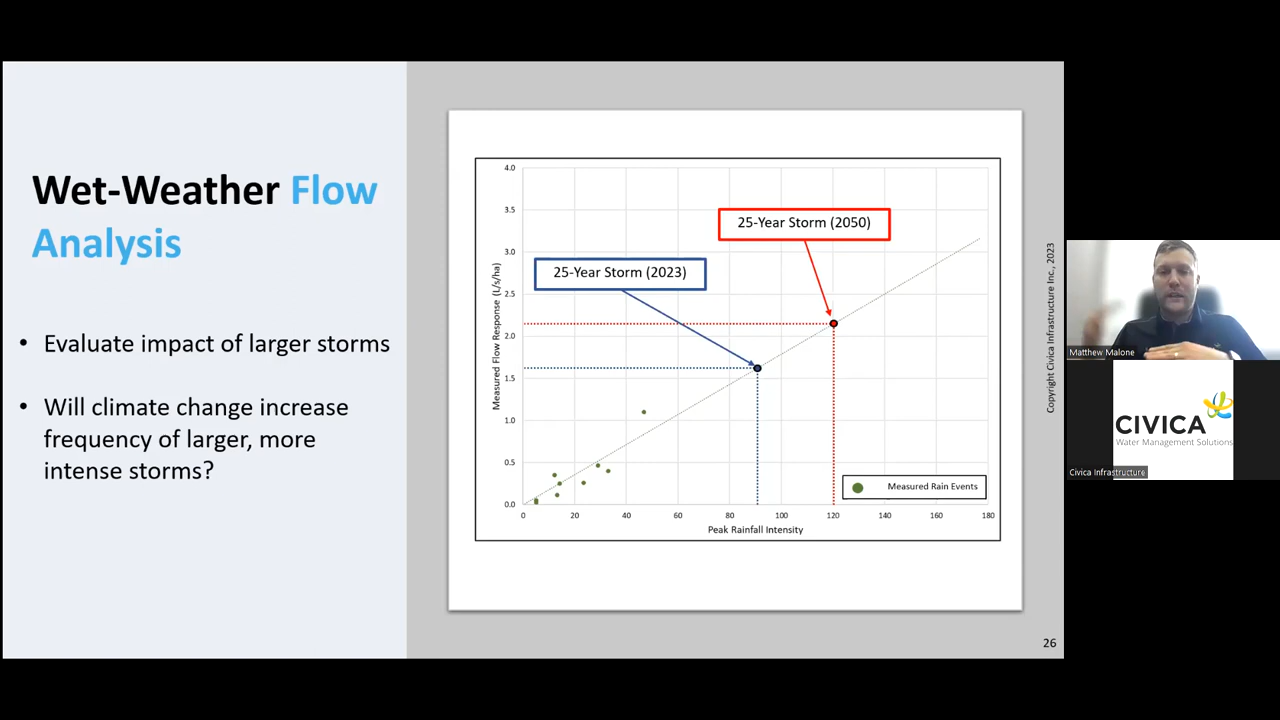 Wet-Weather Flow
Analysis
• Evaluate impact of larger storms
• Will climate change increase
frequency of larger, more
intense storms?
4.0
3.5
3.0
2.5
2.0
1.5
1.0
0.5
0.0
Measured Flow Response (L/s/ha)
25-Year Storm (2050)
25-Year Storm (2023)
Measured Rain Events
0 20 40 60 80 100 120 140 160 180
Peak Rainfall Intensity
Copyright Civica Infrastructure Inc., 2023
26
Matthew Malone
CIVICA
Water Management Solutions
Civica Infrastructure